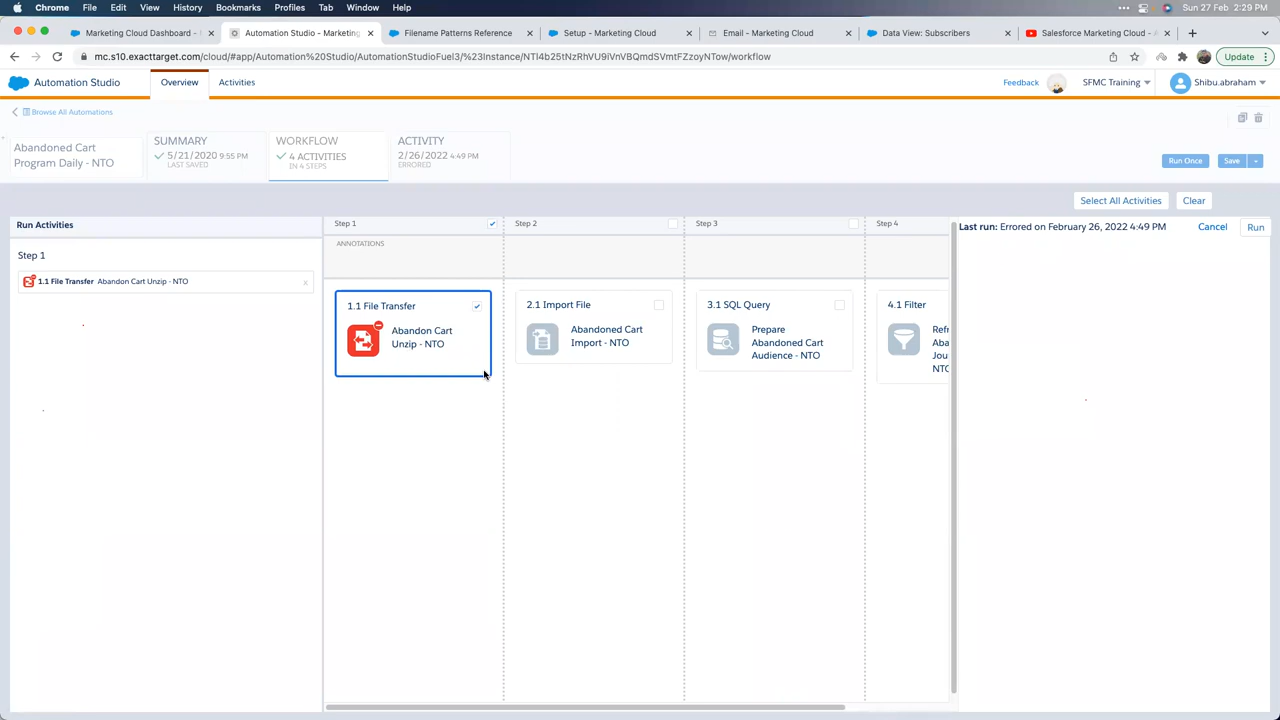 Chrome File Edit View History Bookmarks Profiles Tab Window Help
Sun 27 Feb 2:29 PM
Marketing Cloud Dashboard -
Automation Studio - Marketing
Filename Patterns Reference
Setup - Marketing Cloud
Email - Marketing Cloud
Data View: Subscribers
Salesforce Marketing Cloud - A
mc.s10.exacttarget.com/cloud/#app/Automation%20Studio/AutomationStudioFuel3/%23Instance/NTI4b25tNzRhVU9iVnVBQmdSVmtFZzoyNTow/workflow
Update
Automation Studio
Overview
Activities
Feedback
SFMC Training
Shibu.abraham
Browse All Automations
Abandoned Cart
Program Daily - NTO
SUMMARY
5/21/2020 9:55 PM
LAST SAVED
WORKFLOW
4 ACTIVITIES
IN 4 STEPS
ACTIVITY
2/26/2022 4:49 PM
ERRORED
Run Once
Save
Select All Activities
Clear
Run Activities
Step 1
1.1 File Transfer Abandon Cart Unzip - NTO
x
Step 1
Step 2
Step 3
Step 4
ANNOTATIONS
1.1 File Transfer
Abandon Cart
Unzip - NTO
2.1 Import File
Abandoned Cart
Import - NTO
3.1 SQL Query
Prepare
Abandoned Cart
Audience - NTO
4.1 Filter
Refr
Aba
Jou
NTO
Last run: Errored on February 26, 2022 4:49 PM
Cancel
Run